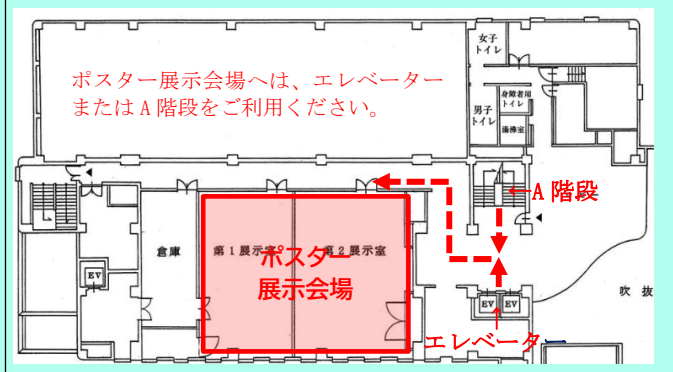 女子
トイレ
ポスター展示会場へは、エレベーター
またはA階段をご利用ください。
身障者用
トイレ
男子
トイレ
湯沸室
←A 階段
倉庫
第1展示室
第2展示室
ポスター
展示会場
EV
EV
EV
吹抜
エレベーター